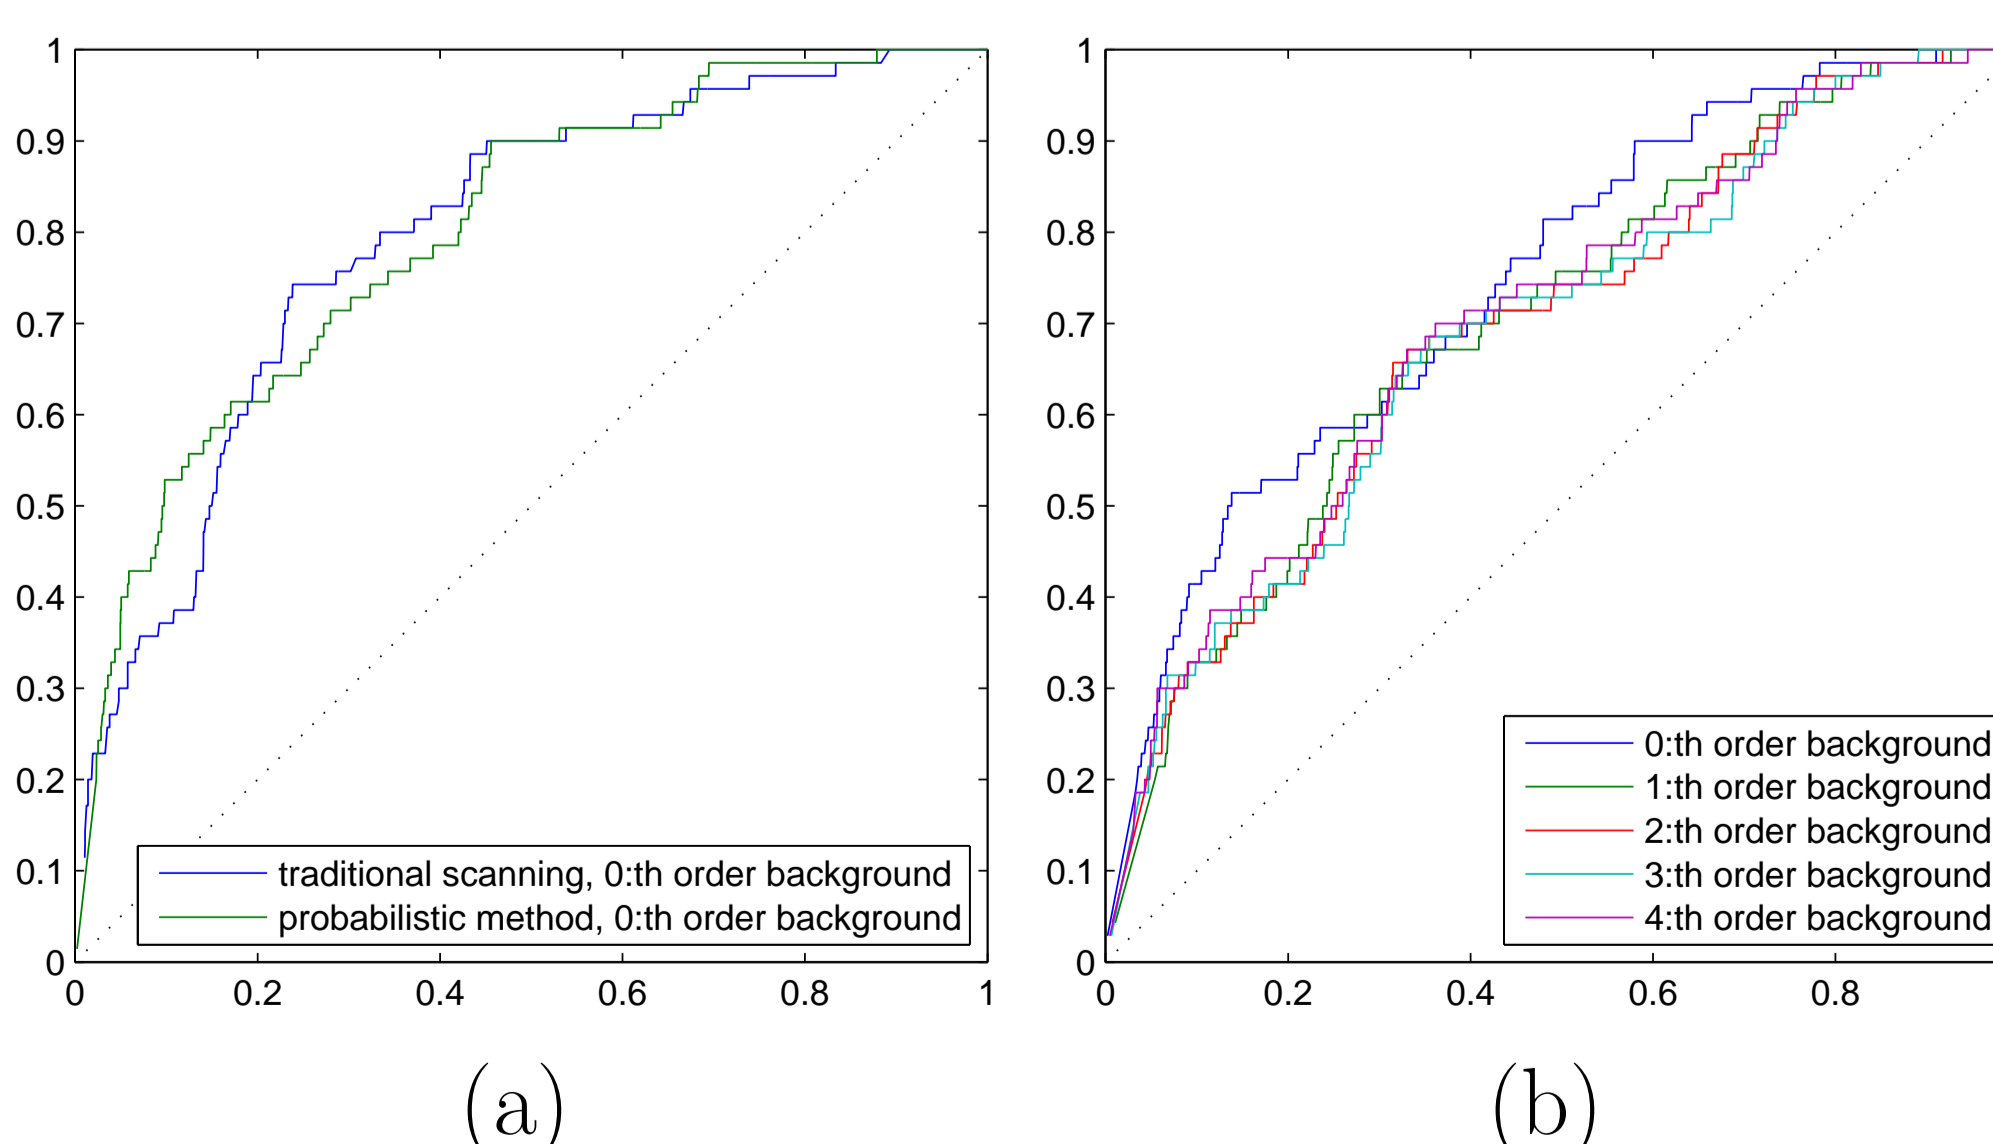 1
0.9
0.8
0.7
0.6
0.5
0.4
0.3
0.2
0.1
0
0 0.2 0.4 0.6 0.8 1
traditional scanning, 0:th order background
probabilistic method, 0:th order background
(a)
1
0.9
0.8
0.7
0.6
0.5
0.4
0.3
0.2
0.1
0
0 0.2 0.4 0.6 0.8
0:th order background
1:th order background
2:th order background
3:th order background
4:th order background
(b)